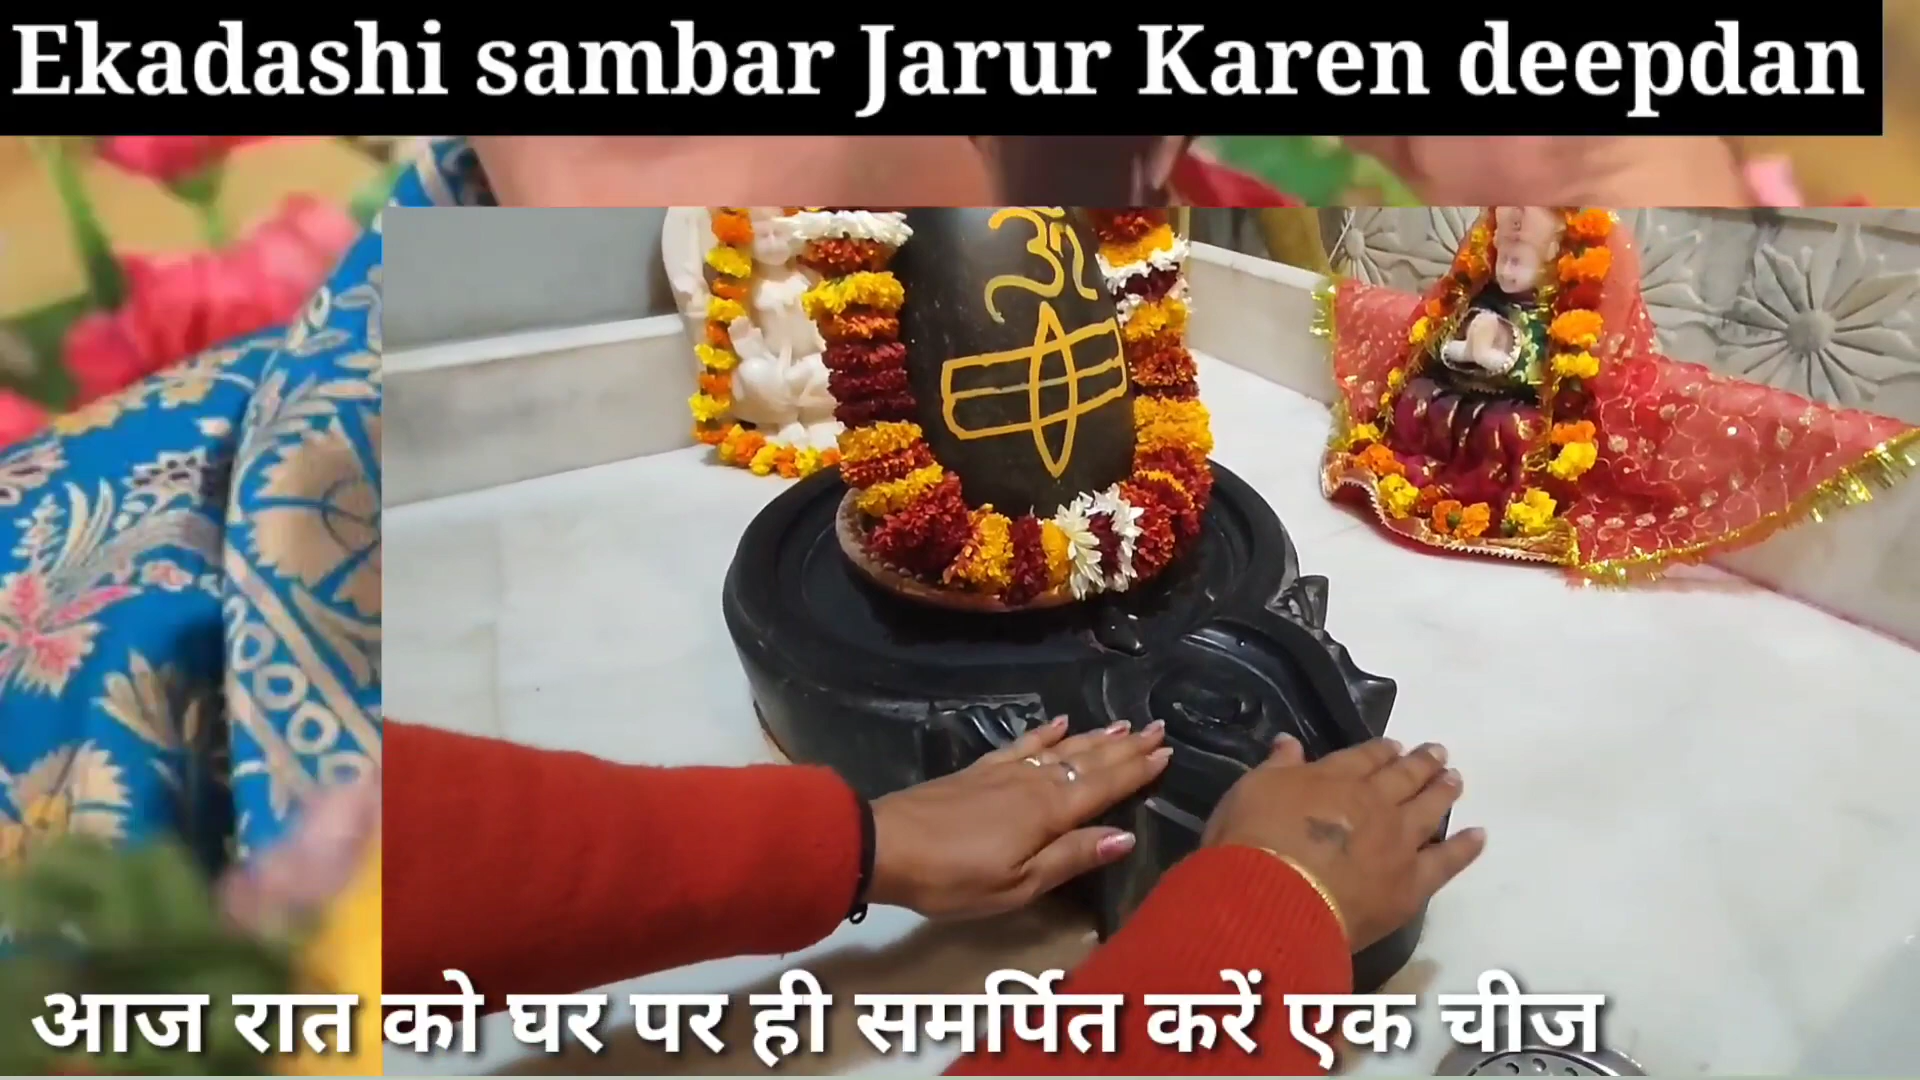 Ekadashi sambar Jarur Karen deepdan
ॐ
आज रात को घर पर ही समर्पित करें एक चीज